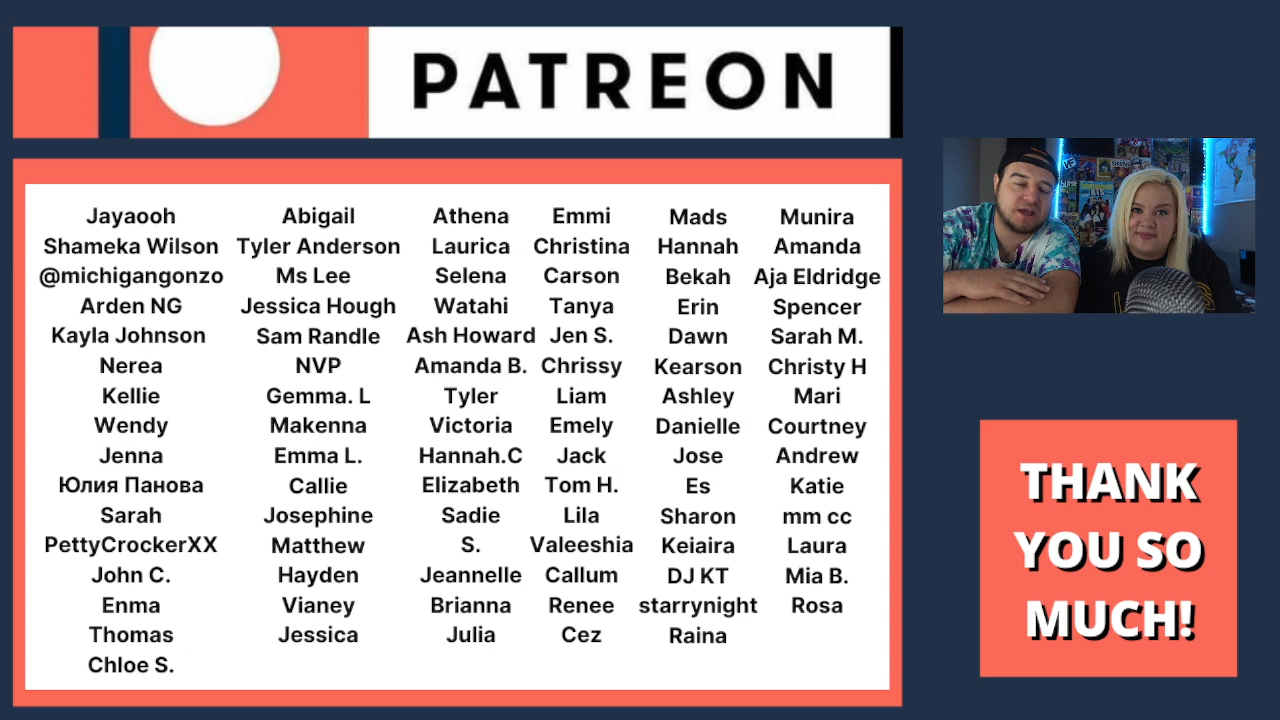 PATREON
Jayaooh
Shameka Wilson
@michigangonzo
Arden NG
Kayla Johnson
Nerea
Kellie
Wendy
Jenna
Юлия Панова
Sarah
PettyCrockerXX
John C.
Enma
Thomas
Chloe S.
Abigail
Tyler Anderson
Ms Lee
Jessica Hough
Sam Randle
NVP
Gemma. L
Makenna
Emma L.
Callie
Josephine
Matthew
Hayden
Vianey
Jessica
Athena
Laurica
Selena
Watahi
Ash Howard
Amanda B.
Tyler
Victoria
Hannah.C
Elizabeth
Sadie
S.
Jeannelle
Brianna
Julia
Emmi
Christina
Carson
Tanya
Jen S.
Chrissy
Liam
Emely
Jack
Tom H.
Lila
Valeeshia
Callum
Renee
Cez
Mads
Hannah
Bekah
Erin
Dawn
Kearson
Ashley
Danielle
Jose
Es
Sharon
Keiaira
DJ KT
starrynight
Raina
Munira
Amanda
Aja Eldridge
Spencer
Sarah M.
Christy H
Mari
Courtney
Andrew
Katie
mm cc
Laura
Mia B.
Rosa
THANK
YOU SO
MUCH!